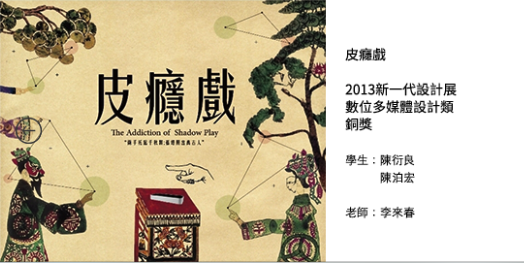 皮癮戲
The Addiction of Shadow Play
皮癮戲
2013新一代設計展
數位多媒體設計類
銅獎
學生：陳衍良
陳泊宏
老師：李來春